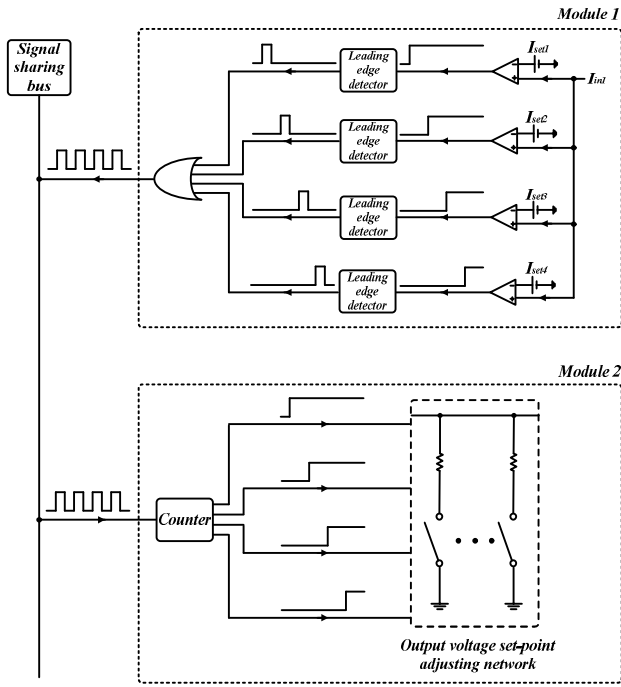 Module 1
Signal
sharing
bus
Leading
edge
detector
Iset1
Iin1
Leading
edge
detector
Iset2
Leading
edge
detector
Iset3
Leading
edge
detector
Iset4
Module 2
Counter
Output voltage set-point
adjusting network